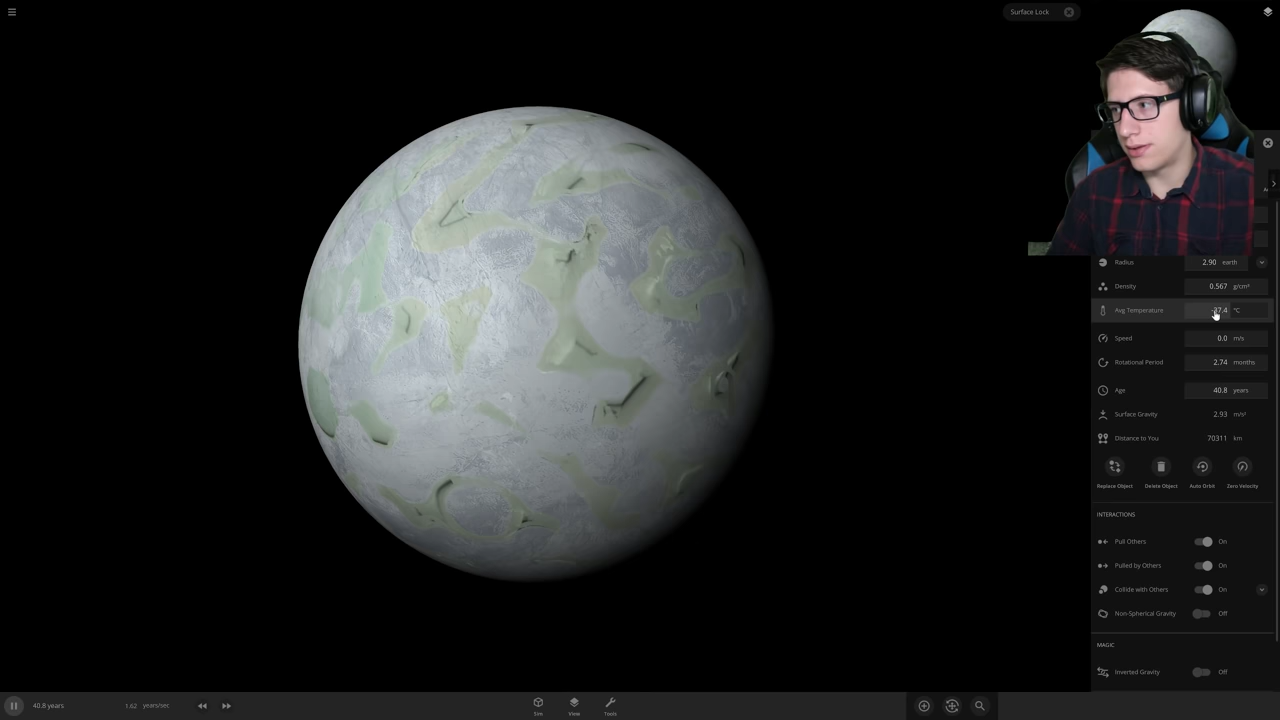 Surface Lock
Radius 2.90 earth
Density 0.567 g/cm³
Avg Temperature -37.4 °C
Speed 0.0 m/s
Rotational Period 2.74 months
Age 40.8 years
Surface Gravity 2.93 m/s²
Distance to You 70311 km
Replace Object Delete Object Auto Orbit Zero Velocity
INTERACTIONS
Pull Others On
Pulled by Others On
Collide with Others On
Non-Spherical Gravity Off
MAGIC
Inverted Gravity Off
40.8 years 1.62 years/sec
Sim View Tools